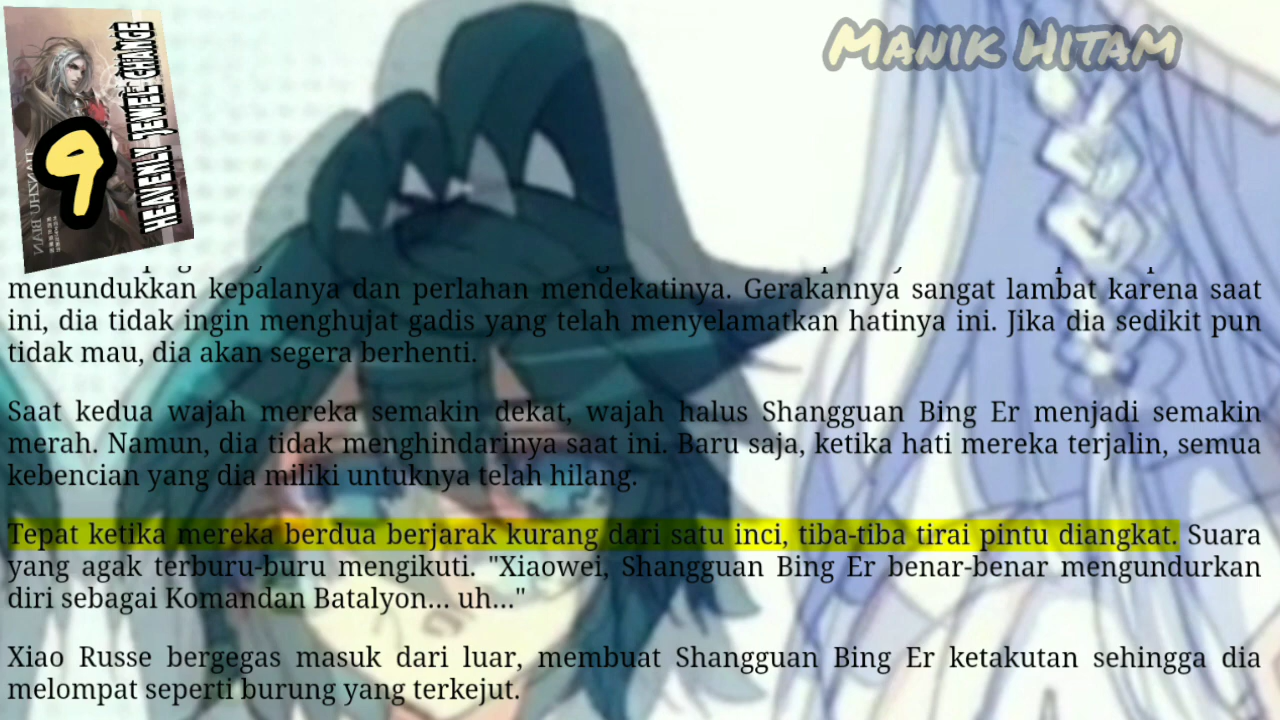 Manik Hitam
HEAVENLY JEWEL CHANGE
9
TIANZHU BIAN
menundukkan kepalanya dan perlahan mendekatinya. Gerakannya sangat lambat karena saat
ini, dia tidak ingin menghujat gadis yang telah menyelamatkan hatinya ini. Jika dia sedikit pun
tidak mau, dia akan segera berhenti.
Saat kedua wajah mereka semakin dekat, wajah halus Shangguan Bing Er menjadi semakin
merah. Namun, dia tidak menghindarinya saat ini. Baru saja, ketika hati mereka terjalin, semua
kebencian yang dia miliki untuknya telah hilang.
Tepat ketika mereka berdua berjarak kurang dari satu inci, tiba-tiba tirai pintu diangkat. Suara
yang agak terburu-buru mengikuti. "Xiaowei, Shangguan Bing Er benar-benar mengundurkan
diri sebagai Komandan Batalyon... uh..."
Xiao Russe bergegas masuk dari luar, membuat Shangguan Bing Er ketakutan sehingga dia
melompat seperti burung yang terkejut.